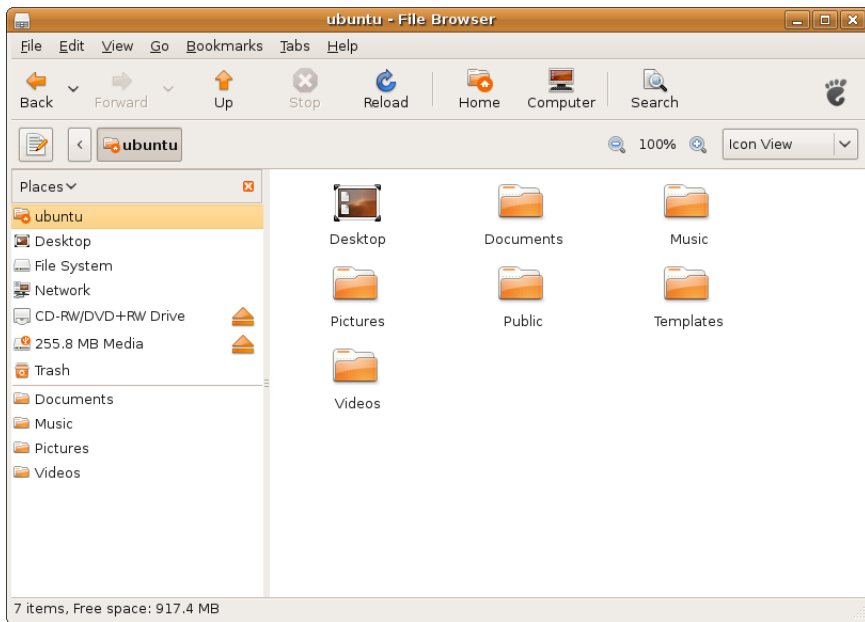 ubuntu - File Browser
File Edit View Go Bookmarks Tabs Help
Back Forward Up Stop Reload Home Computer Search
ubuntu 100% Icon View
Places
ubuntu
Desktop
File System
Network
CD-RW/DVD+RW Drive
255.8 MB Media
Trash
Documents
Music
Pictures
Videos
Desktop Documents Music
Pictures Public Templates
Videos
7 items, Free space: 917.4 MB